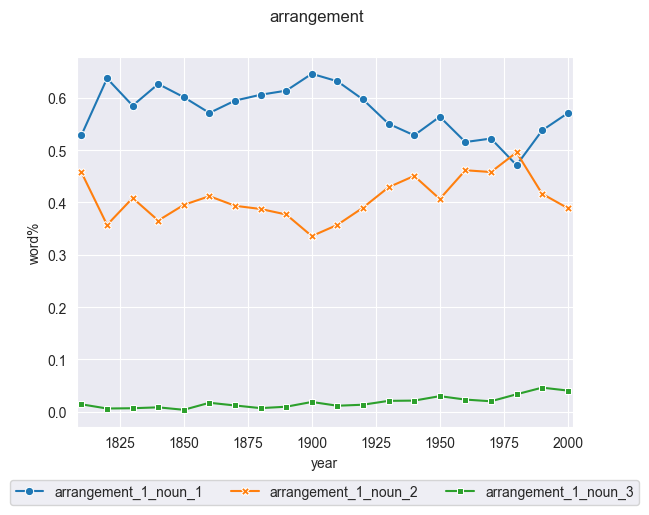 arrangement
0.6
0.5
0.4
0.3
0.2
0.1
0.0
word%
1825 1850 1875 1900 1925 1950 1975 2000
year
arrangement_1_noun_1 arrangement_1_noun_2 arrangement_1_noun_3